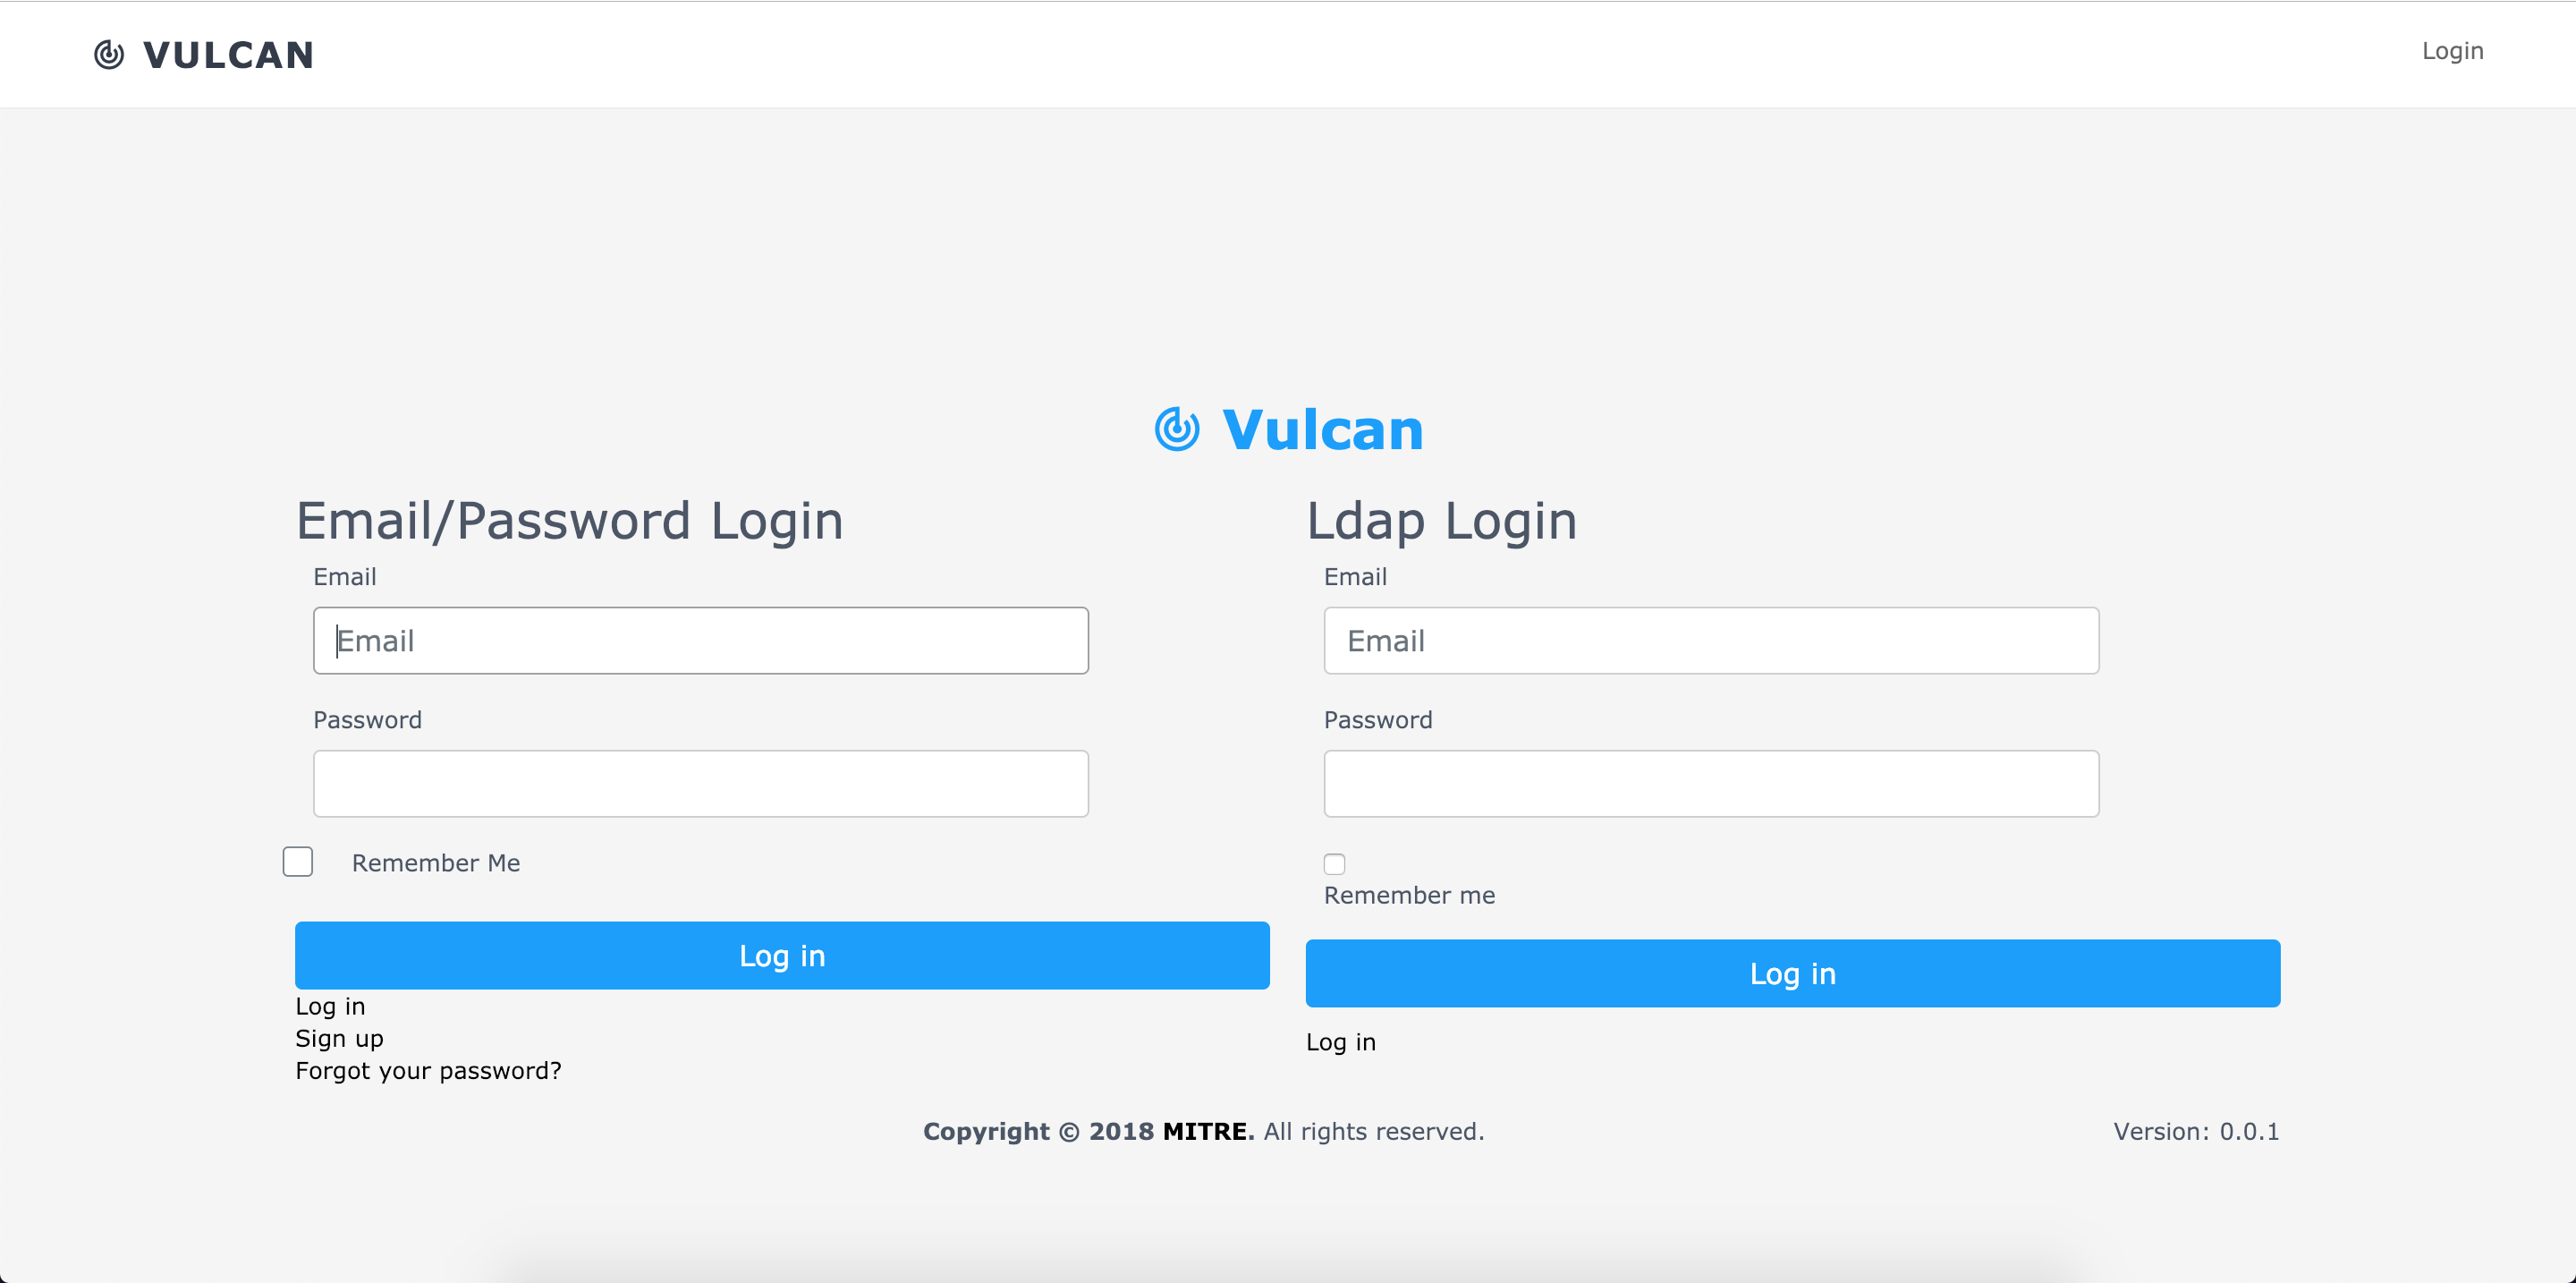 VULCAN
Login
Vulcan
Email/Password Login
Email
Email
Password
Remember Me
Log in
Log in
Sign up
Forgot your password?
Ldap Login
Email
Email
Password
Remember me
Log in
Log in
Copyright © 2018 MITRE. All rights reserved.
Version: 0.0.1